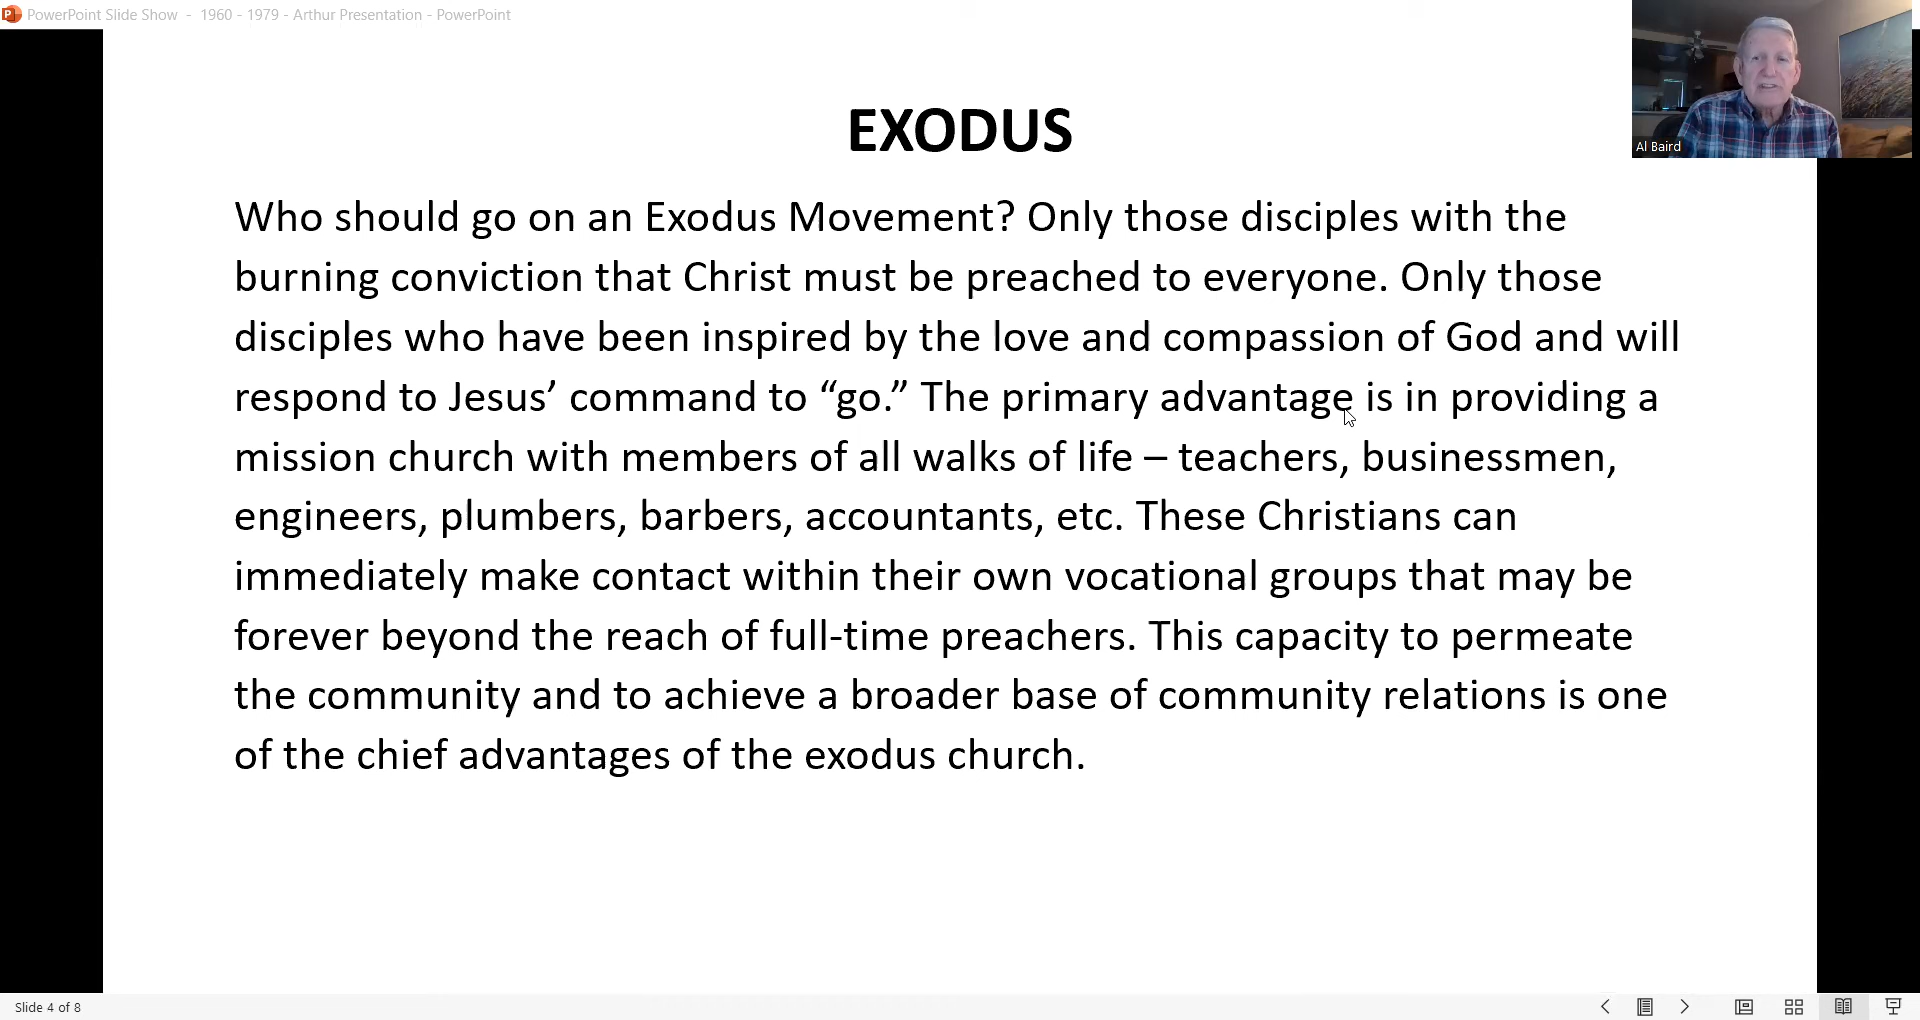 PowerPoint Slide Show - 1960 - 1979 - Arthur Presentation - PowerPoint
Al Baird
EXODUS
Who should go on an Exodus Movement? Only those disciples with the
burning conviction that Christ must be preached to everyone. Only those
disciples who have been inspired by the love and compassion of God and will
respond to Jesus’ command to “go.” The primary advantage is in providing a
mission church with members of all walks of life – teachers, businessmen,
engineers, plumbers, barbers, accountants, etc. These Christians can
immediately make contact within their own vocational groups that may be
forever beyond the reach of full-time preachers. This capacity to permeate
the community and to achieve a broader base of community relations is one
of the chief advantages of the exodus church.
Slide 4 of 8